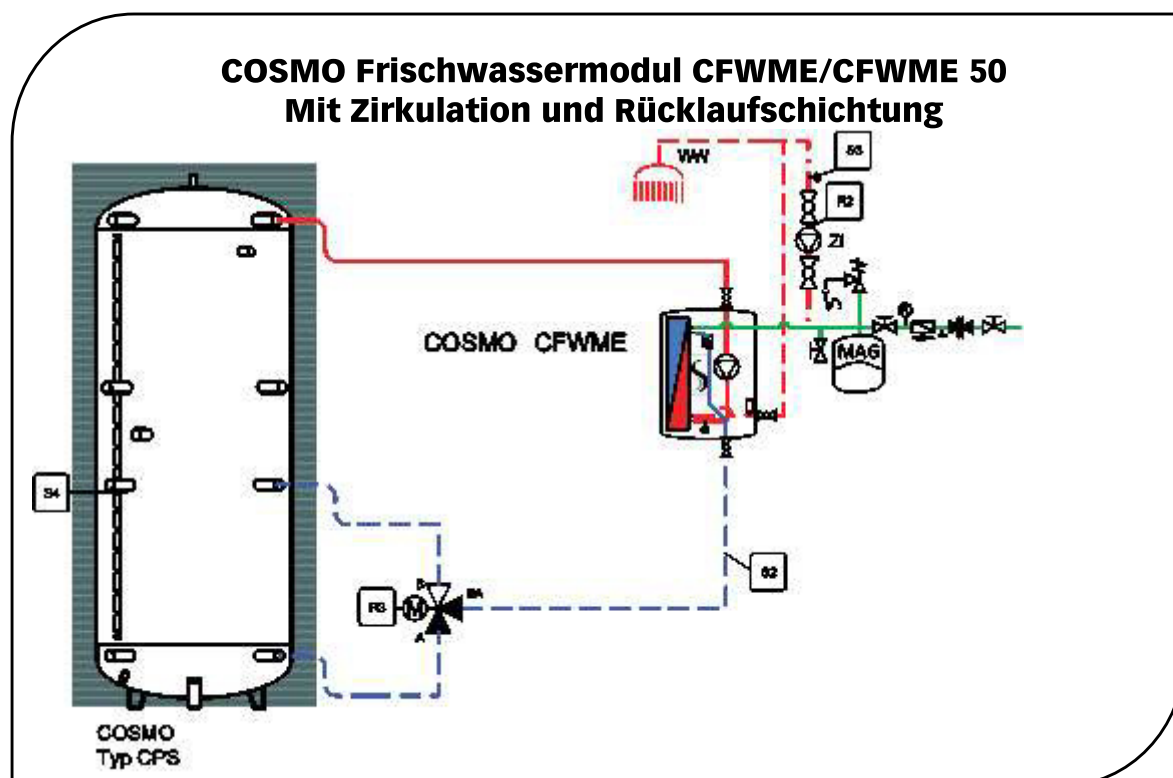 COSMO Frischwassermodul CFWME/CFWME 50
Mit Zirkulation und Rücklaufschichtung
WW
S3
R2
ZI
COSMO CFWME
MAG
S4
S2
R3
M
B
A
COSMO
Typ CPS